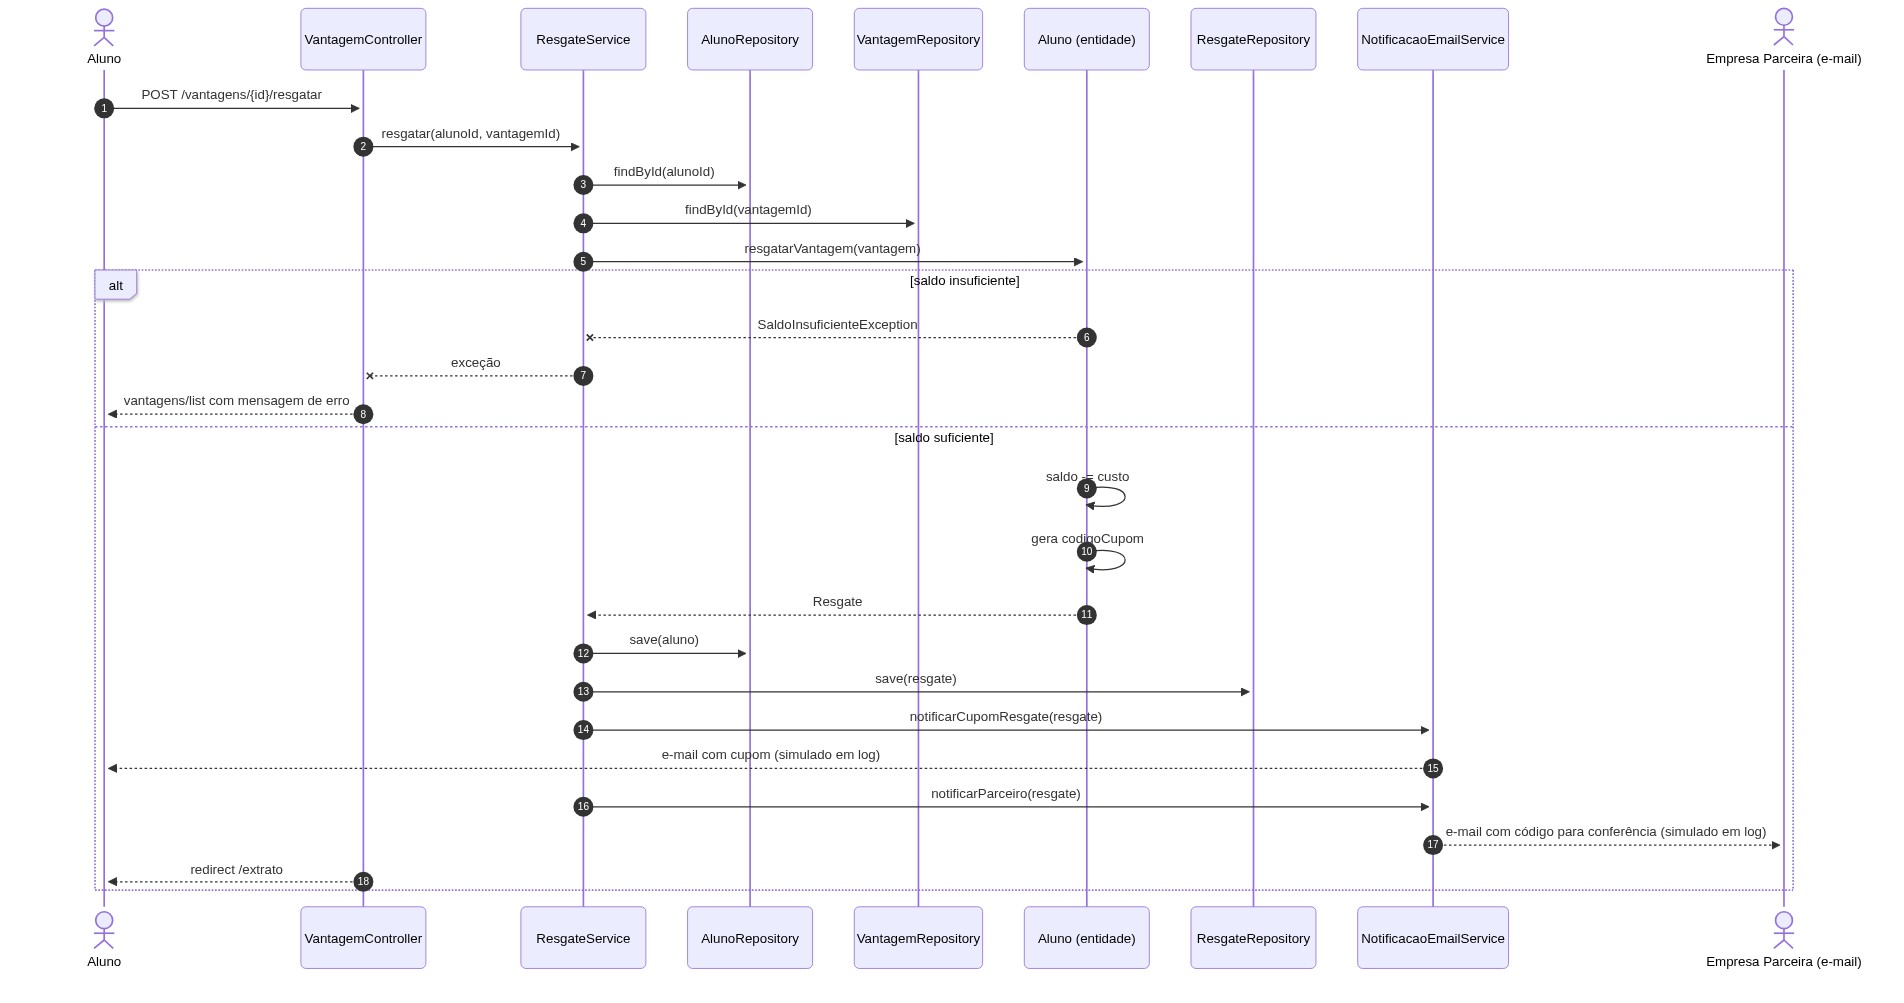 Aluno
VantagemController
ResgateService
AlunoRepository
VantagemRepository
Aluno (entidade)
ResgateRepository
NotificacaoEmailService
Empresa Parceira (e-mail)
POST /vantagens/{id}/resgatar
1
resgatar(alunoId, vantagemId)
2
findById(alunoId)
3
findById(vantagemId)
4
resgatarVantagem(vantagem)
5
alt
[saldo insuficiente]
SaldoInsuficienteException
6
exceção
7
vantagens/list com mensagem de erro
8
[saldo suficiente]
saldo -= custo
9
gera codigoCupom
10
Resgate
11
save(aluno)
12
save(resgate)
13
notificarCupomResgate(resgate)
14
e-mail com cupom (simulado em log)
15
notificarParceiro(resgate)
16
e-mail com código para conferência (simulado em log)
17
redirect /extrato
18
VantagemController
ResgateService
AlunoRepository
VantagemRepository
Aluno (entidade)
ResgateRepository
NotificacaoEmailService
Aluno
Empresa Parceira (e-mail)